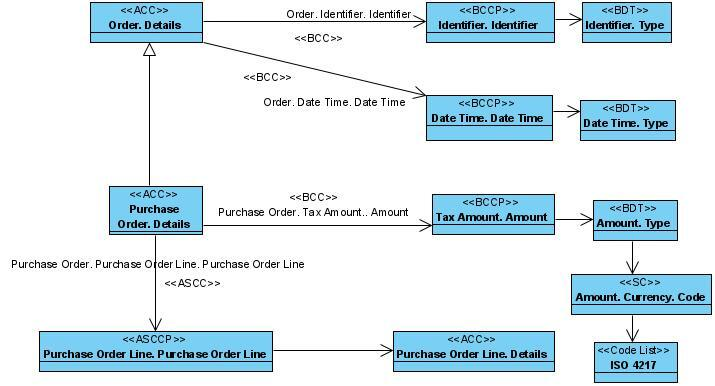 <<ACC>>
Order. Details
Order. Identifier. Identifier
<<BCC>>
<<BCCP>>
Identifier. Identifier
<<BDT>>
Identifier. Type
<<BCC>>
Order. Date Time. Date Time
<<BCCP>>
Date Time. Date Time
<<BDT>>
Date Time. Type
<<ACC>>
Purchase
Order. Details
<<BCC>>
Purchase Order. Tax Amount.. Amount
<<BCCP>>
Tax Amount. Amount
<<BDT>>
Amount. Type
Purchase Order. Purchase Order Line. Purchase Order Line
<<ASCC>>
<<SC>>
Amount. Currency. Code
<<ASCCP>>
Purchase Order Line. Purchase Order Line
<<ACC>>
Purchase Order Line. Details
<<Code List>>
ISO 4217